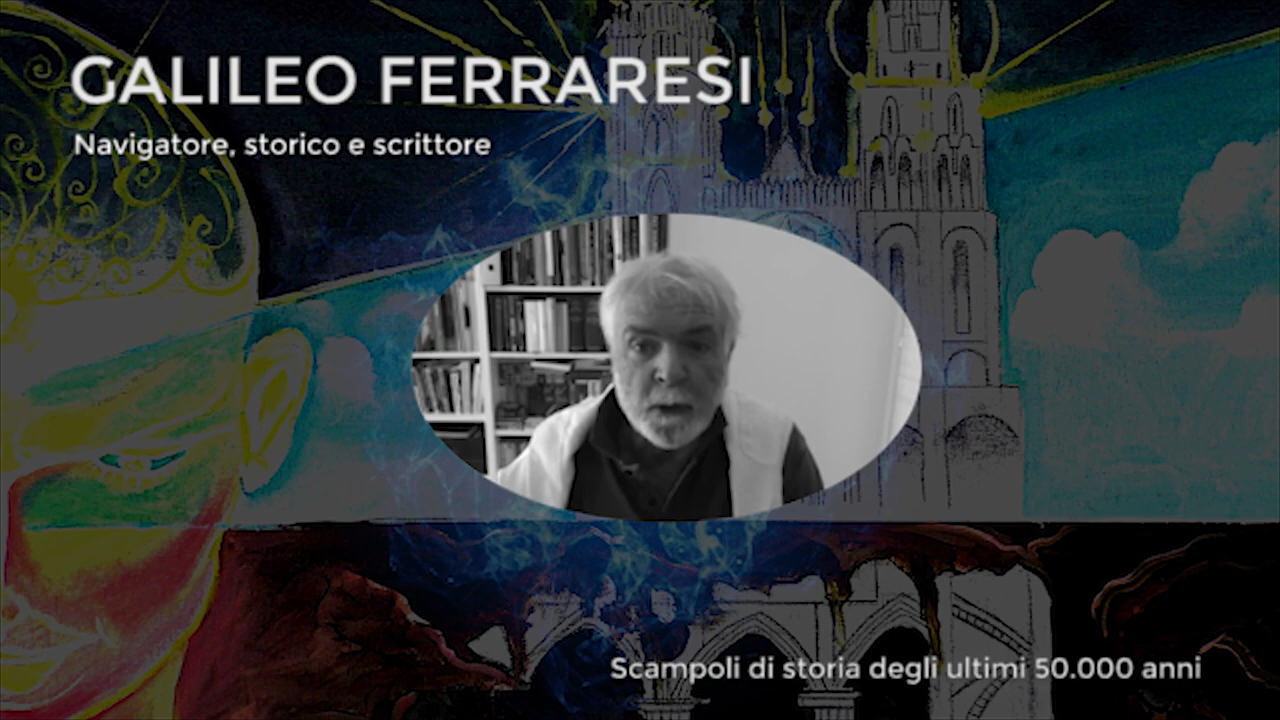 GALILEO FERRARESI
Navigatore, storico e scrittore
Scampoli di storia degli ultimi 50.000 anni